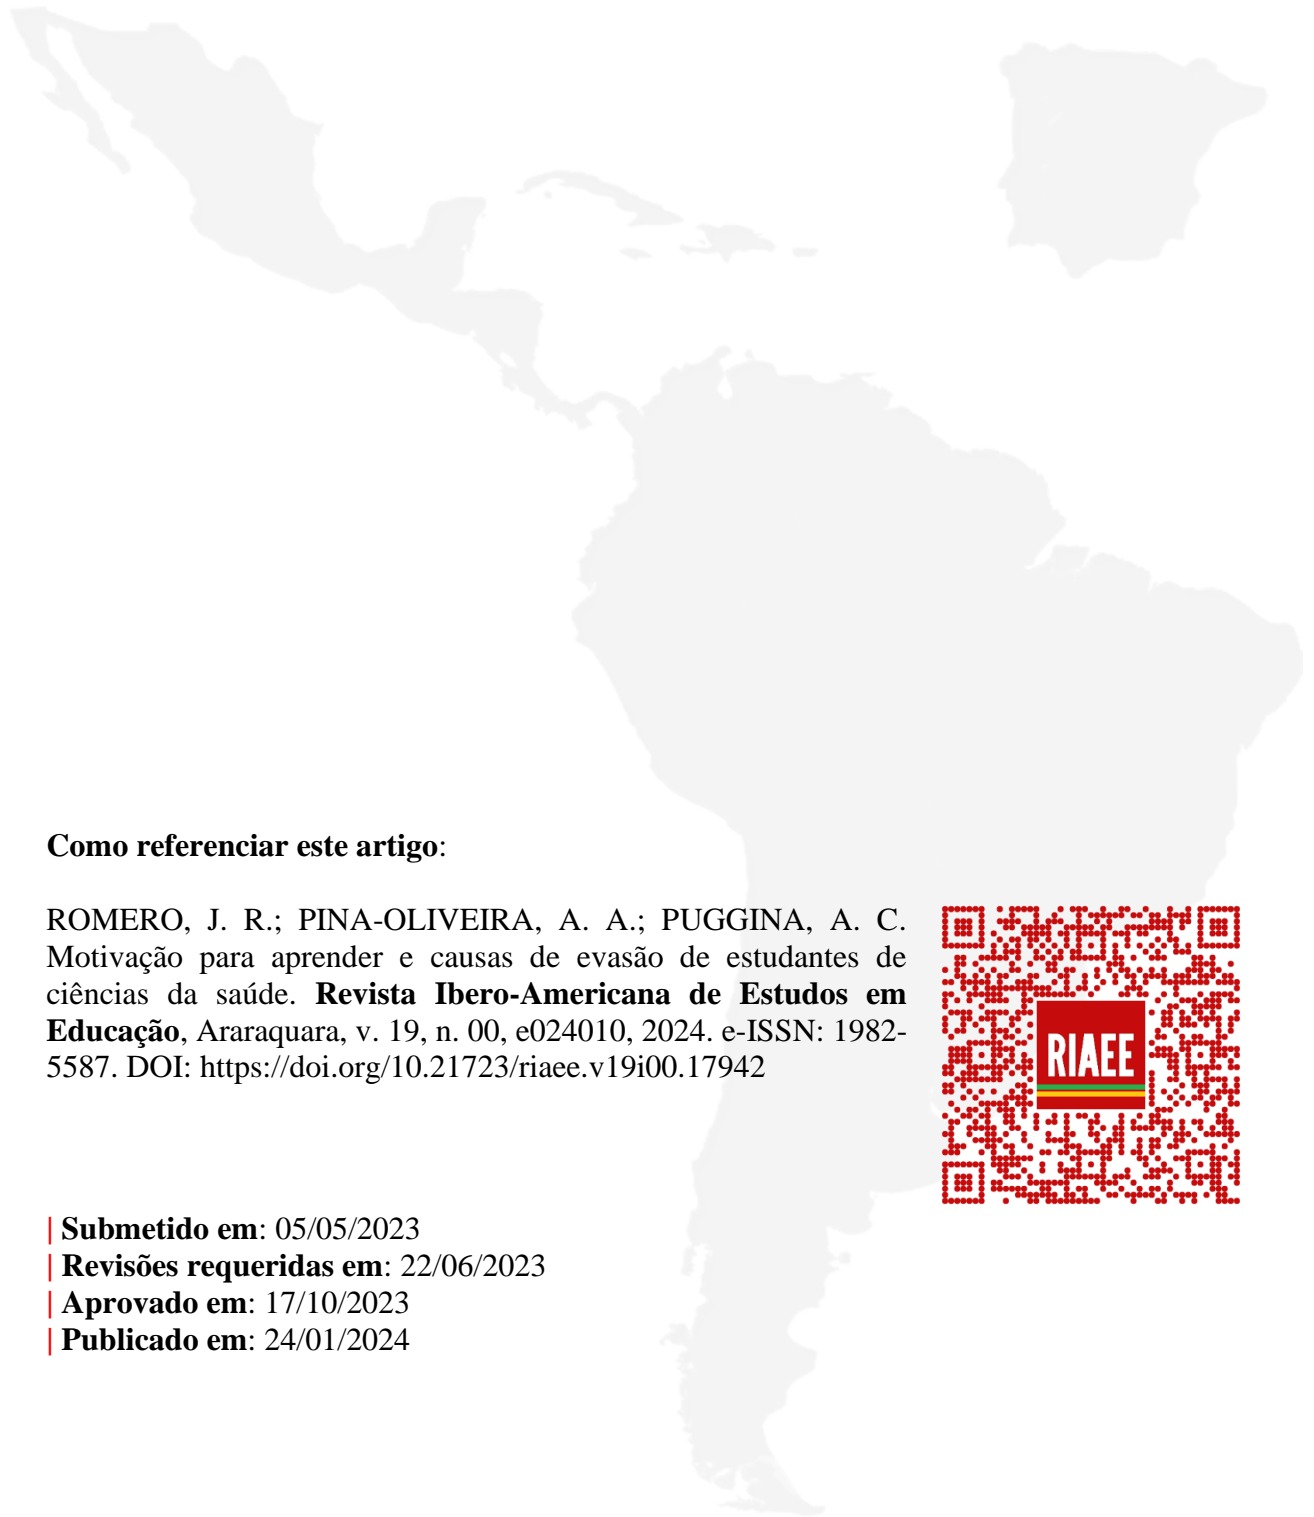 Como referenciar este artigo:
ROMERO, J. R.; PINA-OLIVEIRA, A. A.; PUGGINA, A. C.
Motivação para aprender e causas de evasão de estudantes de
ciências da saúde. Revista Ibero-Americana de Estudos em
Educação, Araraquara, v. 19, n. 00, e024010, 2024. e-ISSN: 1982-
5587. DOI: https://doi.org/10.21723/riaee.v19i00.17942
RIAEE
| Submetido em: 05/05/2023
| Revisões requeridas em: 22/06/2023
| Aprovado em: 17/10/2023
| Publicado em: 24/01/2024